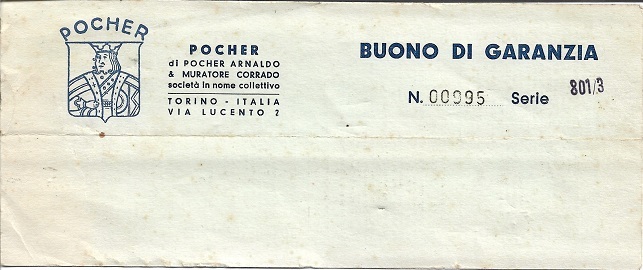 POCHER
POCHER
di POCHER ARNALDO
& MURATORE CORRADO
società in nome collettivo
TORINO - ITALIA
VIA LUCENTO 2
BUONO DI GARANZIA
N. 00995 Serie 801/3